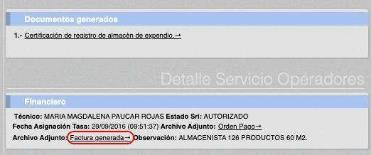 Documentos generados
1.- Certificación de registro de almacén de expendio.→
Detalle Servicio Operadores
Financiero
Técnico: MARIA MAGDALENA PAUCAR ROJAS Estado Sri: AUTORIZADO
Fecha Asignación Tasa: 29/09/2016 (09:51:37) Archivo Adjunto: Orden Pago→
Archivo Adjunto: Factura generada→ Observación: ALMACENISTA 126 PRODUCTOS 60 M2.